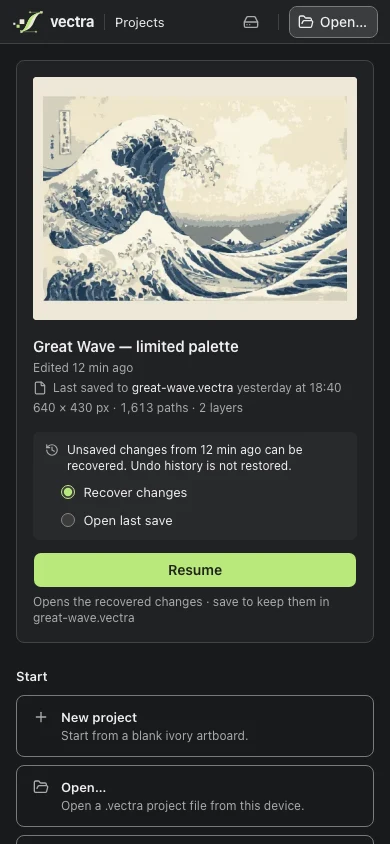 vectra
Projects
Open...
Great Wave — limited palette
Edited 12 min ago
Last saved to great-wave.vectra yesterday at 18:40
640 × 430 px · 1,613 paths · 2 layers
Unsaved changes from 12 min ago can be
recovered. Undo history is not restored.
Recover changes
Open last save
Resume
Opens the recovered changes · save to keep them in
great-wave.vectra
Start
New project
Start from a blank ivory artboard.
Open...
Open a .vectra project file from this device.